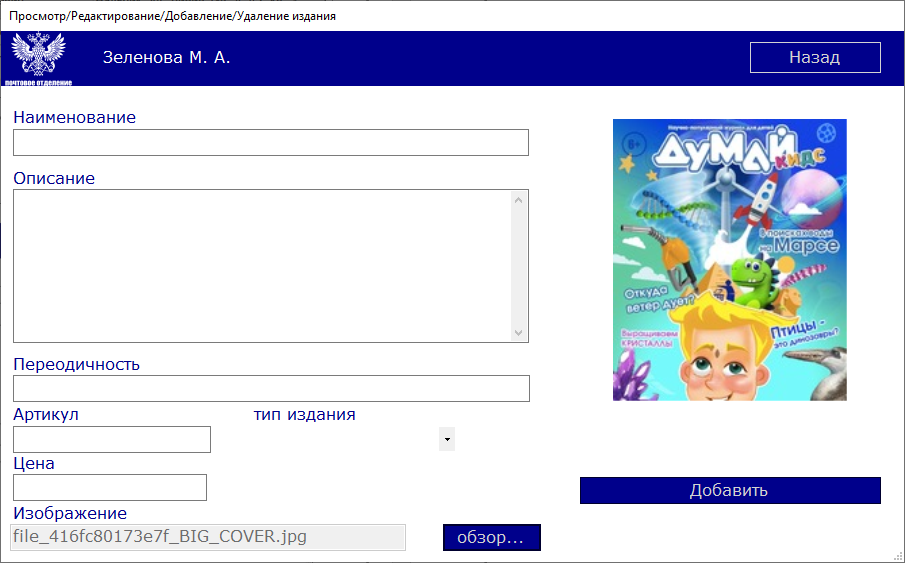 Просмотр/Редактирование/Добавление/Удаление издания
почтовое отделение
Зеленова М. А.
Назад
Наименование
Описание
Переодичность
Артикул
тип издания
Цена
Изображение
file_416fc80173e7f_BIG_COVER.jpg
обзор...
Научно-популярный журнал для детей
6+
ДУМАЙ
КИДС
В поисках воды
на Марсе
Откуда
ветер дует?
Выращиваем
КРИСТАЛЛЫ
Птицы -
это динозавры?
Добавить